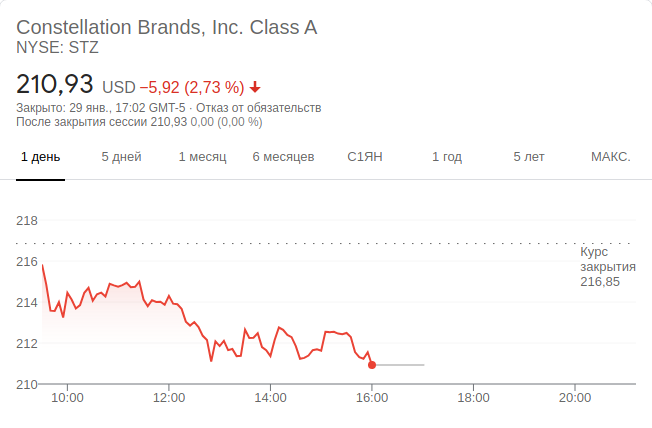 Constellation Brands, Inc. Class A
NYSE: STZ
210,93 USD −5,92 (2,73 %)
Закрыто: 29 янв., 17:02 GMT-5 · Отказ от обязательств
После закрытия сессии 210,93 0,00 (0,00 %)
1 день 5 дней 1 месяц 6 месяцев С1ЯН 1 год 5 лет МАКС.
218
Курс
закрытия
216,85
216
214
212
210
10:00 12:00 14:00 16:00 18:00 20:00